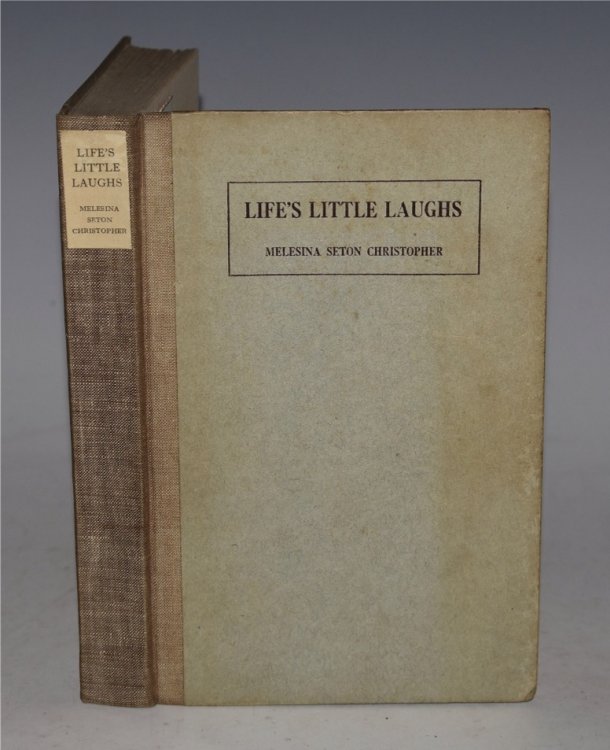 LIFE'S
LITTLE
LAUGHS
MELESINA
SETON
CHRISTOPHER
LIFE'S LITTLE LAUGHS
MELESINA SETON CHRISTOPHER